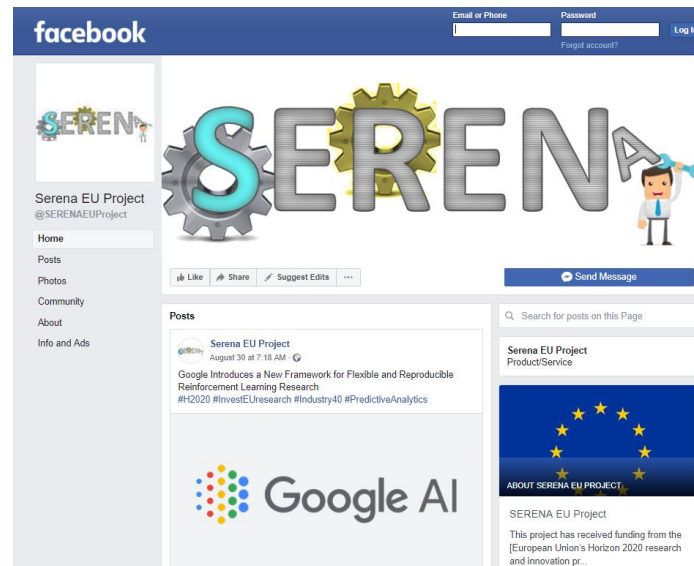 facebook
Email or Phone
Password
Log In
Forgot account?
SERENA
SERENA
Serena EU Project
@SERENAEUProject
Home
Posts
Photos
Community
About
Info and Ads
Like
Share
Suggest Edits
Send Message
Posts
Serena EU Project
August 30 at 7:18 AM ·
Google Introduces a New Framework for Flexible and Reproducible
Reinforcement Learning Research
#H2020 #InvestEUresearch #Industry40 #PredictiveAnalytics
Google AI
Search for posts on this Page
Serena EU Project
Product/Service
ABOUT SERENA EU PROJECT
SERENA EU Project
This project has received funding from the
[European Union's Horizon 2020 research
and innovation pr...